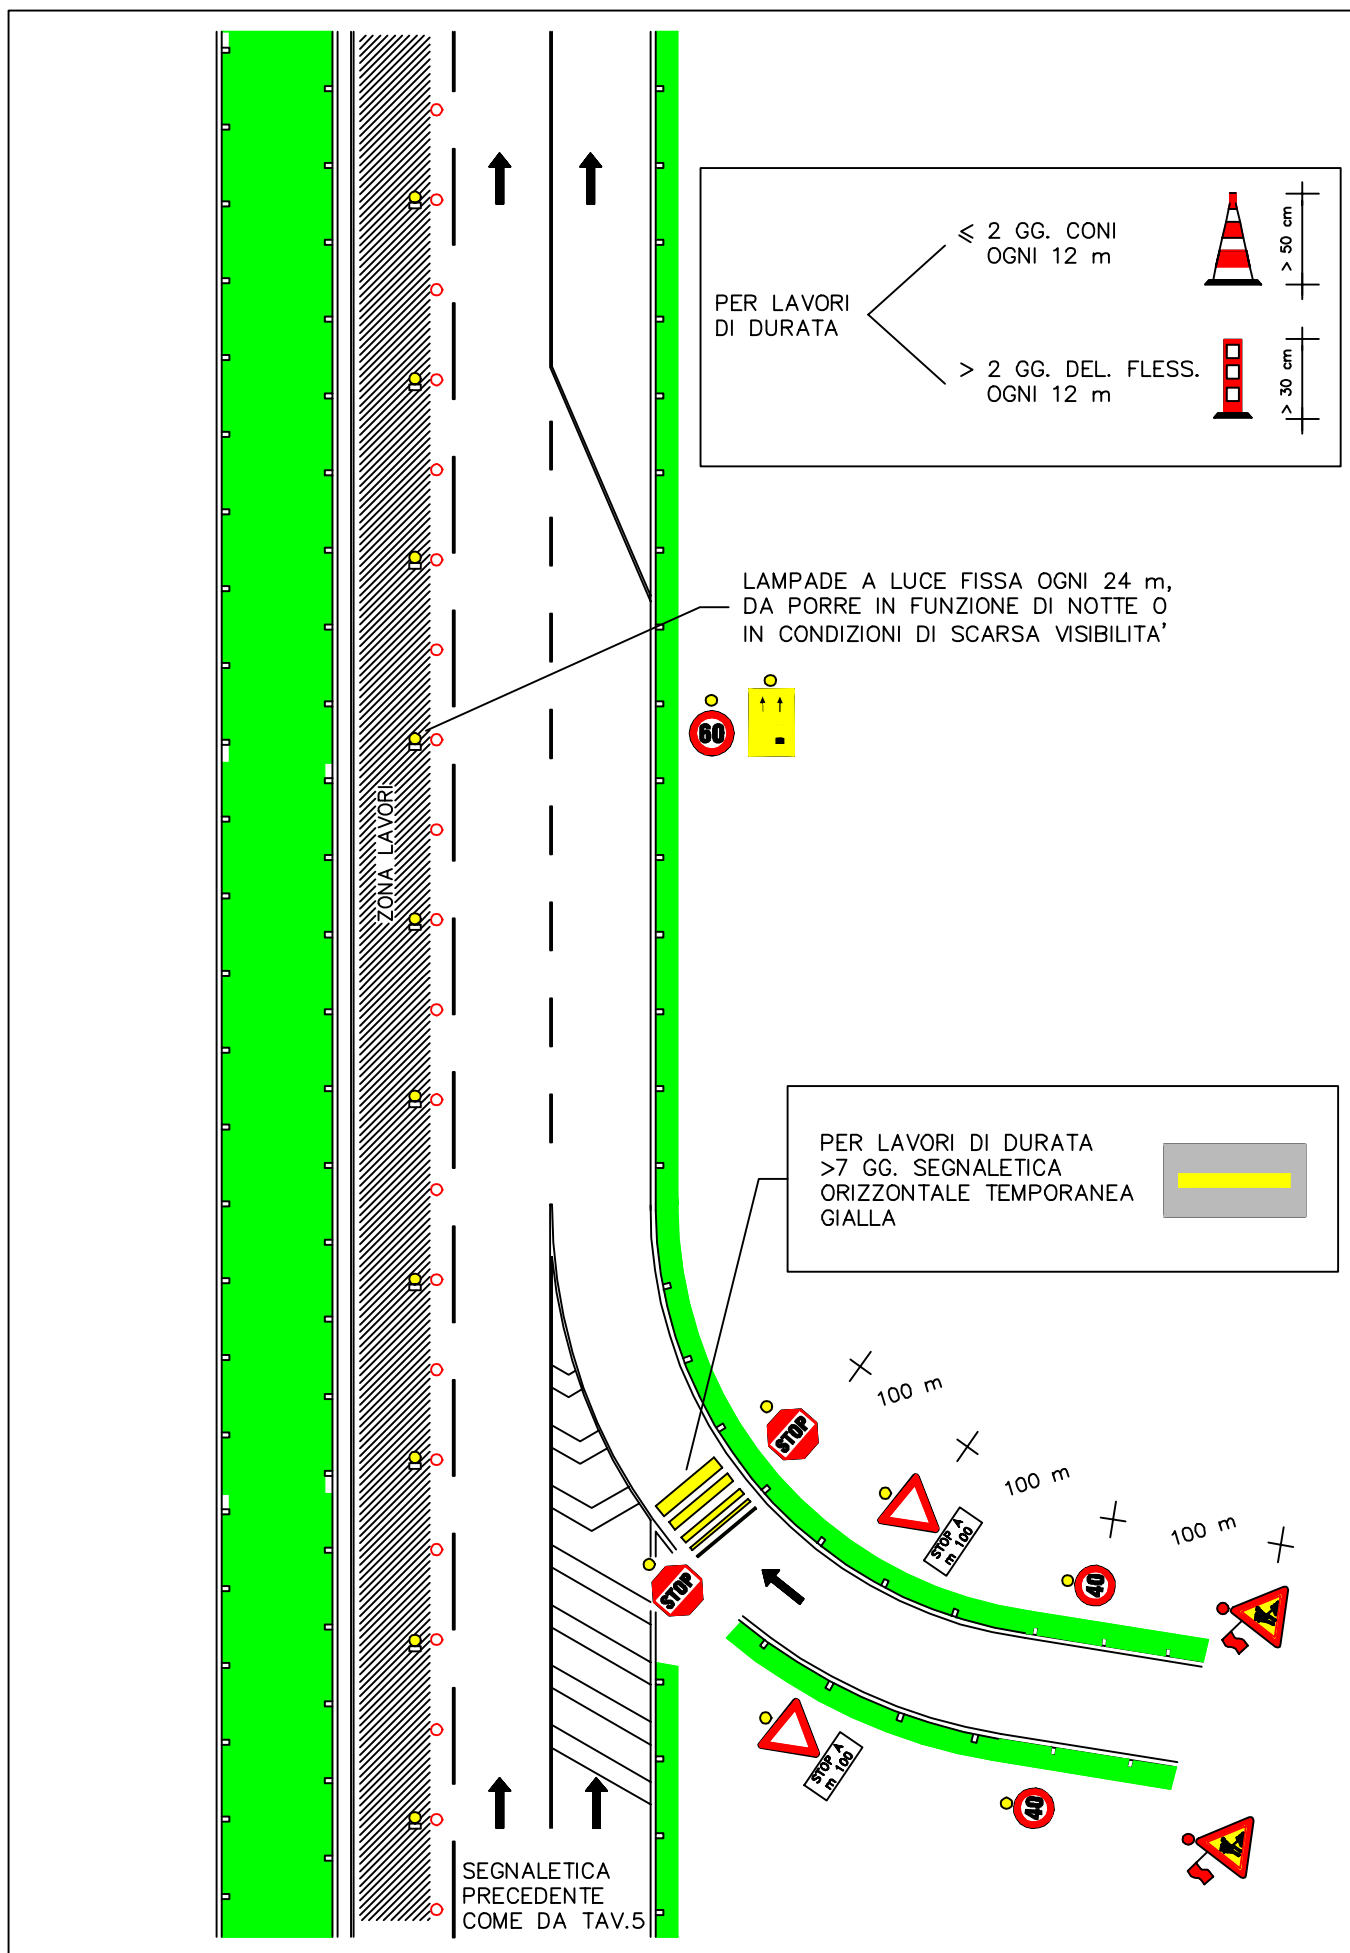 ≤ 2 GG. CONI
OGNI 12 m
> 50 cm
PER LAVORI
DI DURATA
> 2 GG. DEL. FLESS.
OGNI 12 m
> 30 cm
LAMPADE A LUCE FISSA OGNI 24 m,
DA PORRE IN FUNZIONE DI NOTTE O
IN CONDIZIONI DI SCARSA VISIBILITA'
60
ZONA LAVORI
PER LAVORI DI DURATA
>7 GG. SEGNALETICA
ORIZZONTALE TEMPORANEA
GIALLA
100 m
STOP
100 m
100 m
STOP A
m 100
40
STOP
STOP A
m 100
40
SEGNALETICA
PRECEDENTE
COME DA TAV.5